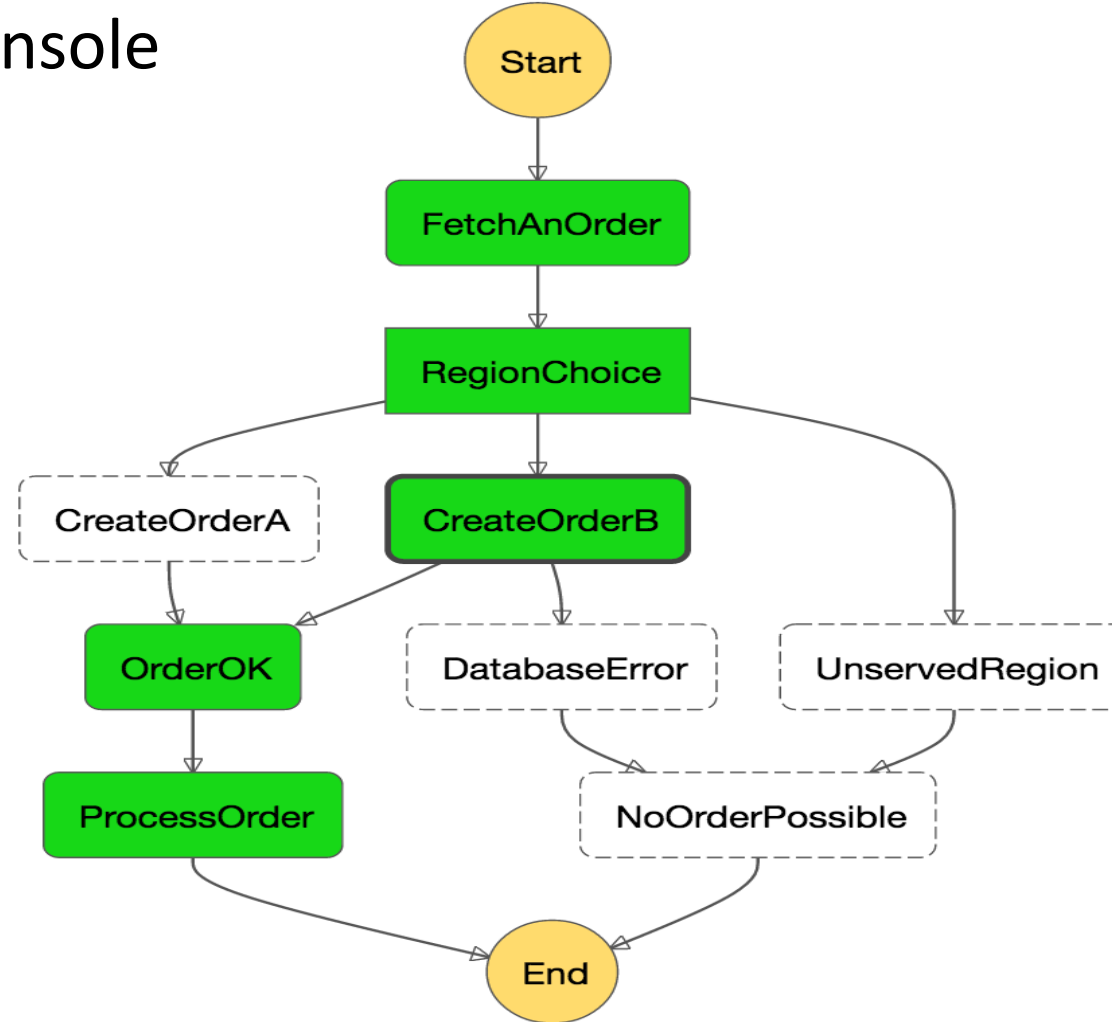 nsole
Start
FetchAnOrder
RegionChoice
CreateOrderA
CreateOrderB
OrderOK
DatabaseError
UnservedRegion
ProcessOrder
NoOrderPossible
End